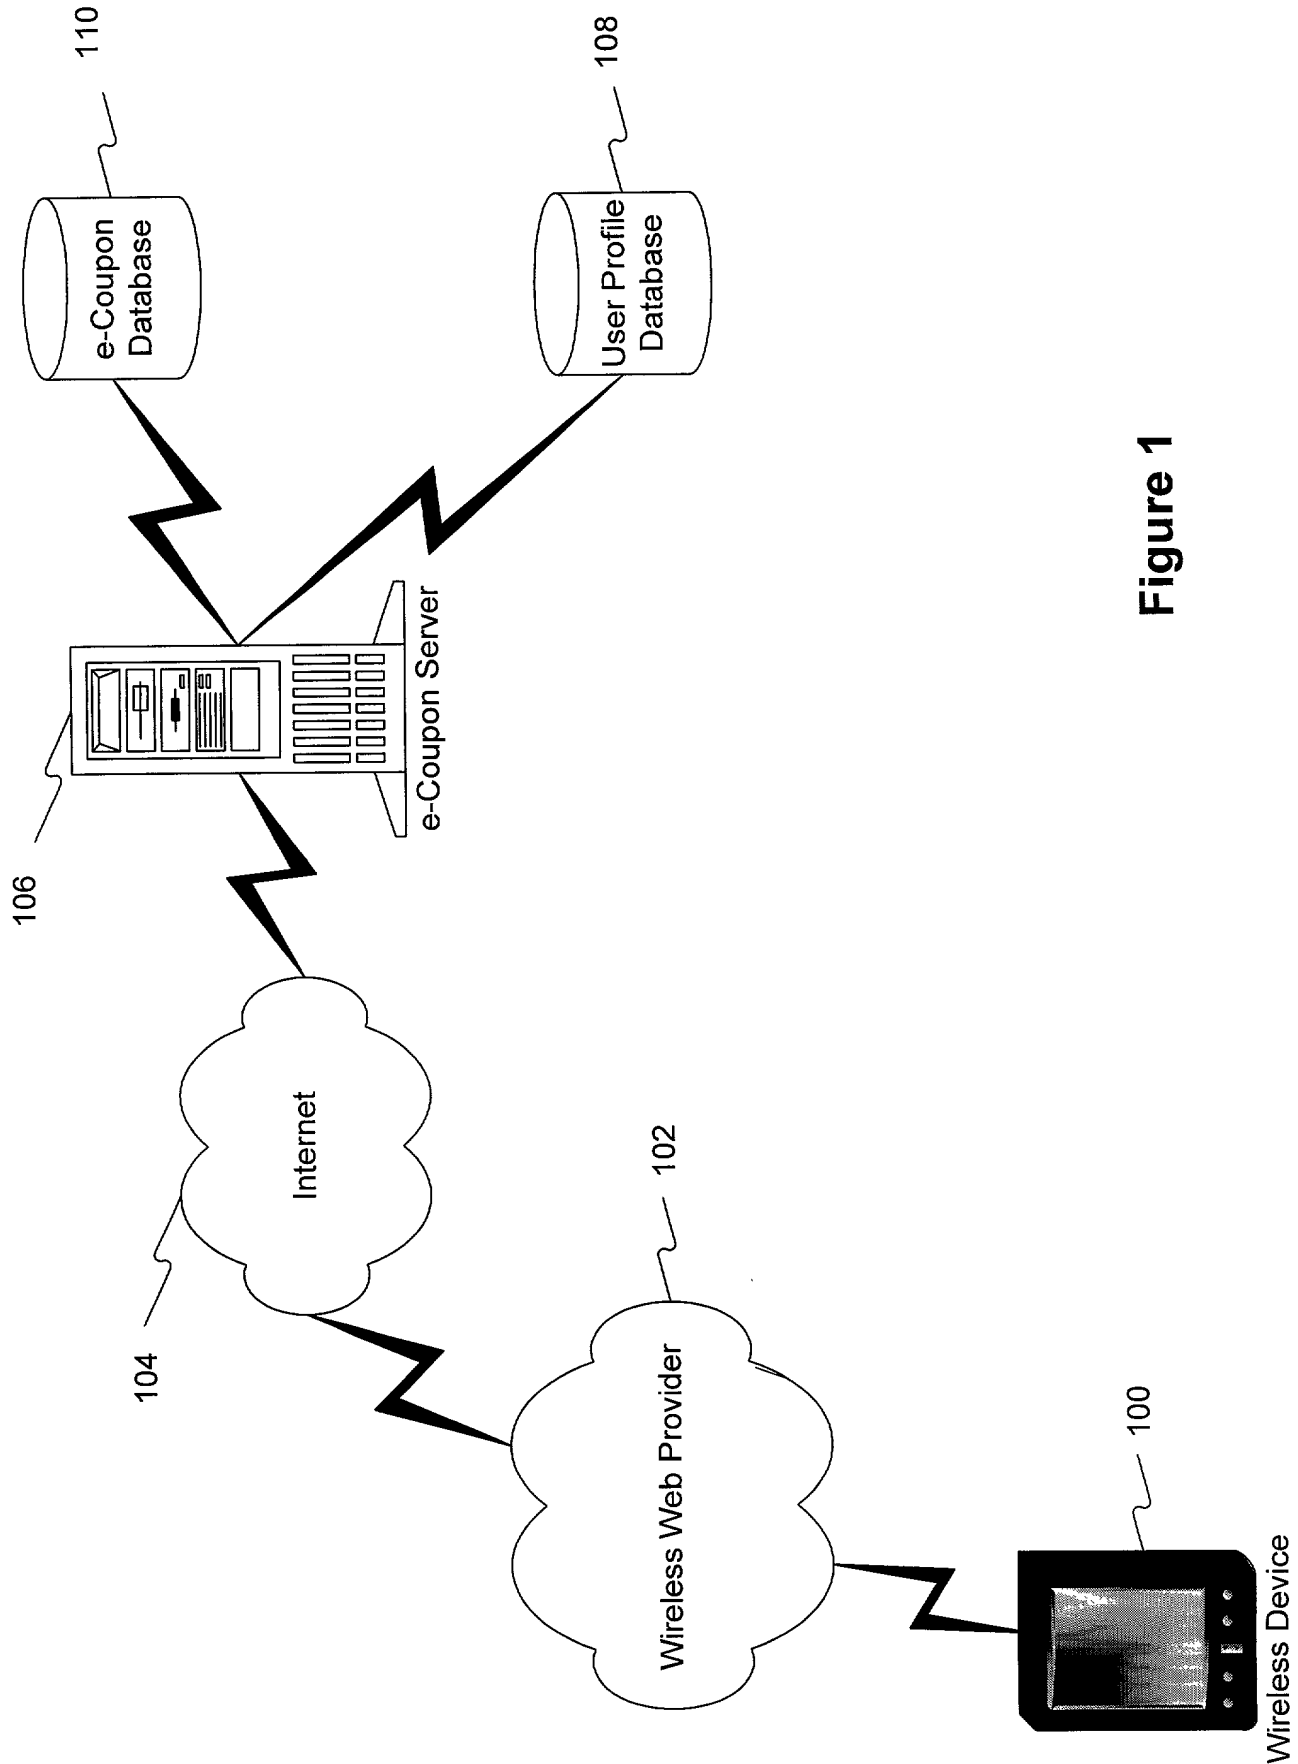 110
e-Coupon
Database
108
User Profile
Database
106
e-Coupon Server
104
Internet
102
Wireless Web Provider
100
Wireless Device
Figure 1